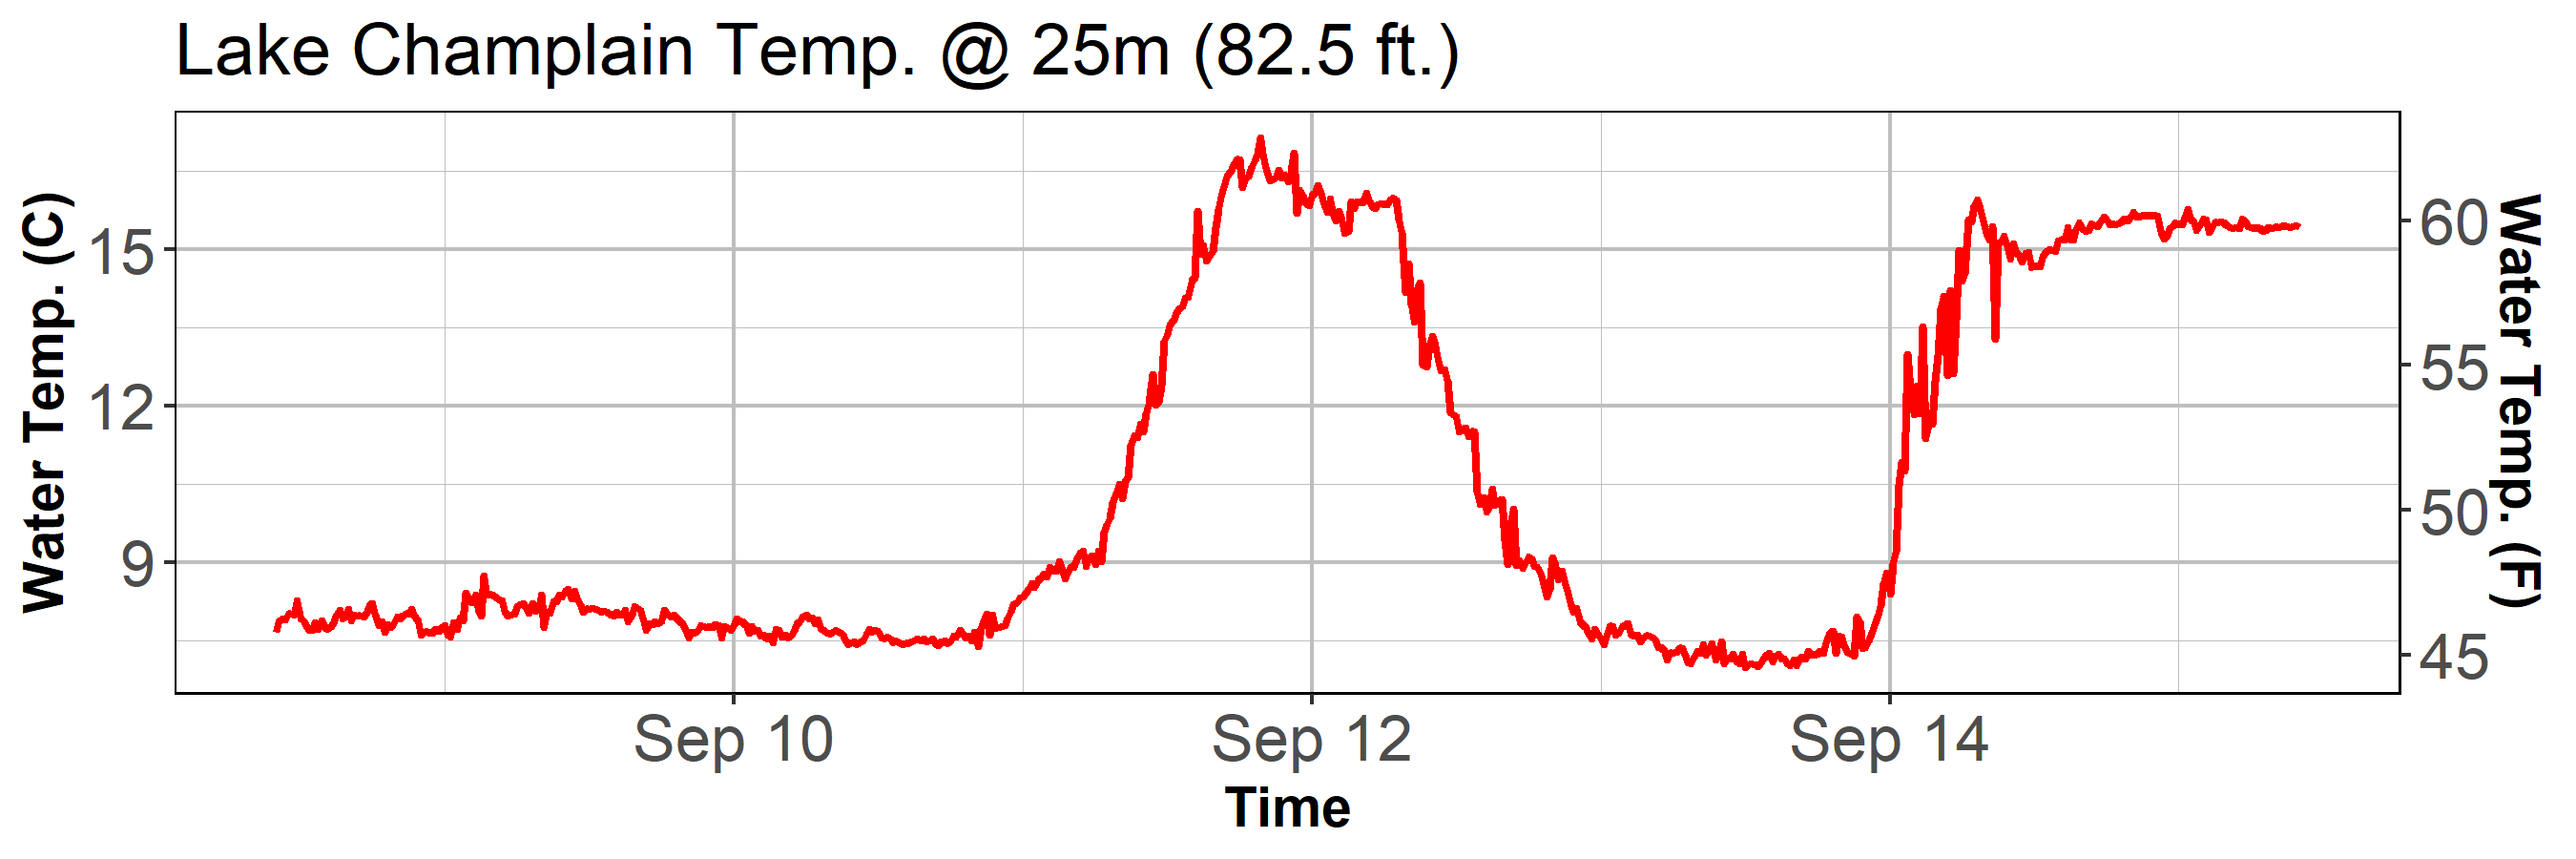 Lake Champlain Temp. @ 25m (82.5 ft.)
Water Temp. (C)
15
12
9
60
55
50
45
Water Temp. (F)
Sep 10
Sep 12
Sep 14
Time